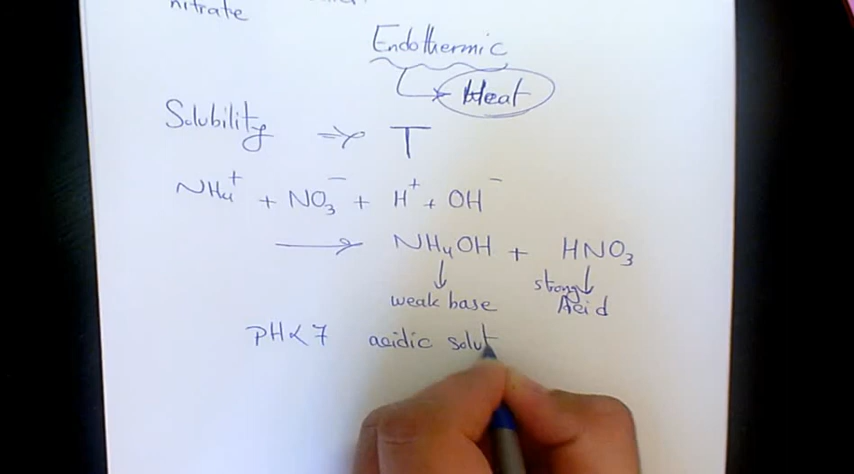 nitrate
Endothermic
Heat
Solubility → T
NH₄⁺ + NO₃⁻ + H⁺ + OH⁻
→ NH₄OH + HNO₃
↓ strong ↓
weak base Acid
PH<7 acidic solut